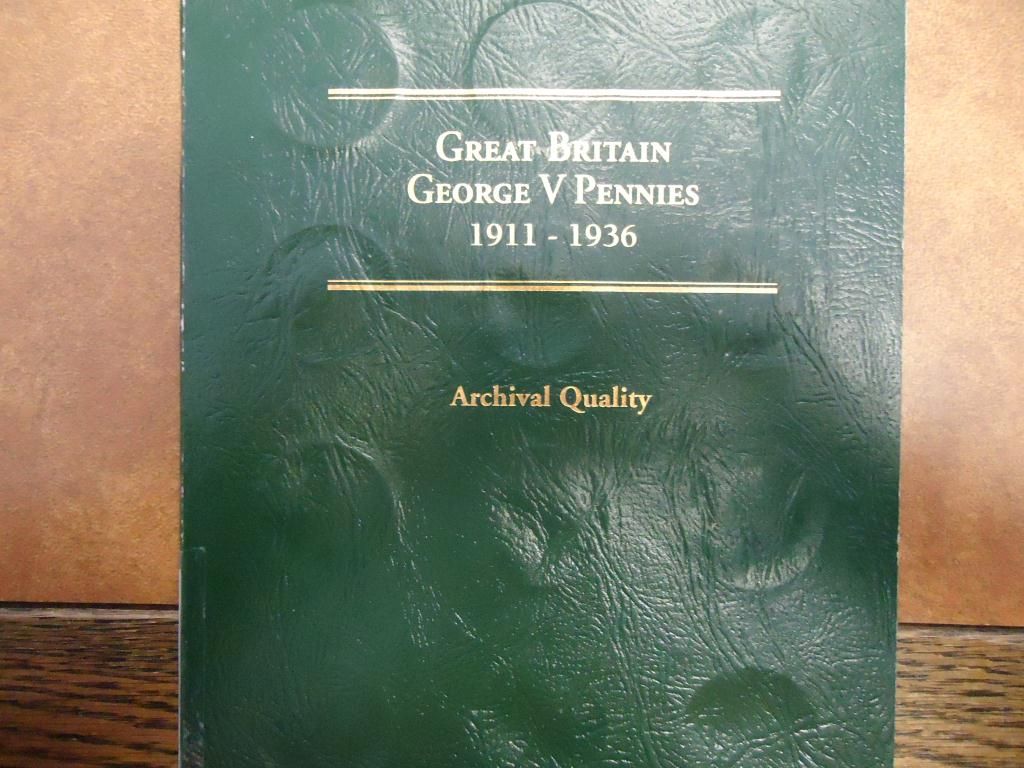 Great Britain
George V Pennies
1911 - 1936
Archival Quality